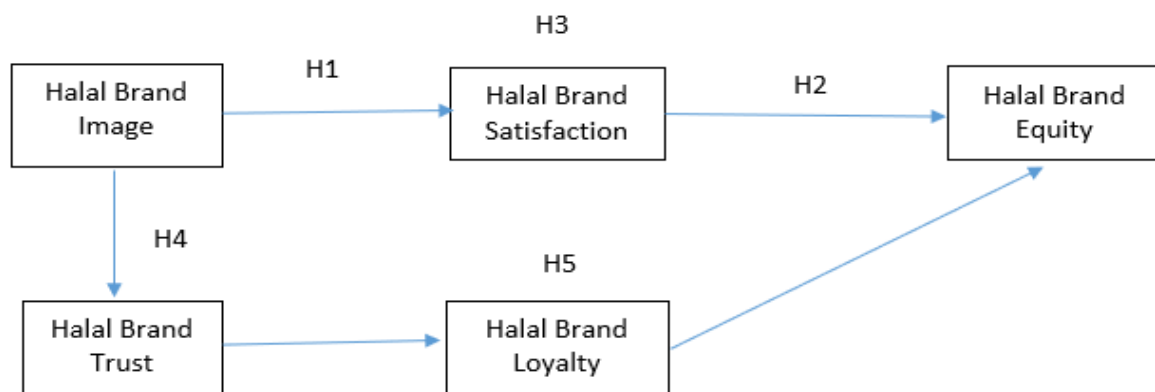 H3
H1
H2
Halal Brand
Image
Halal Brand
Satisfaction
Halal Brand
Equity
H4
H5
Halal Brand
Trust
Halal Brand
Loyalty